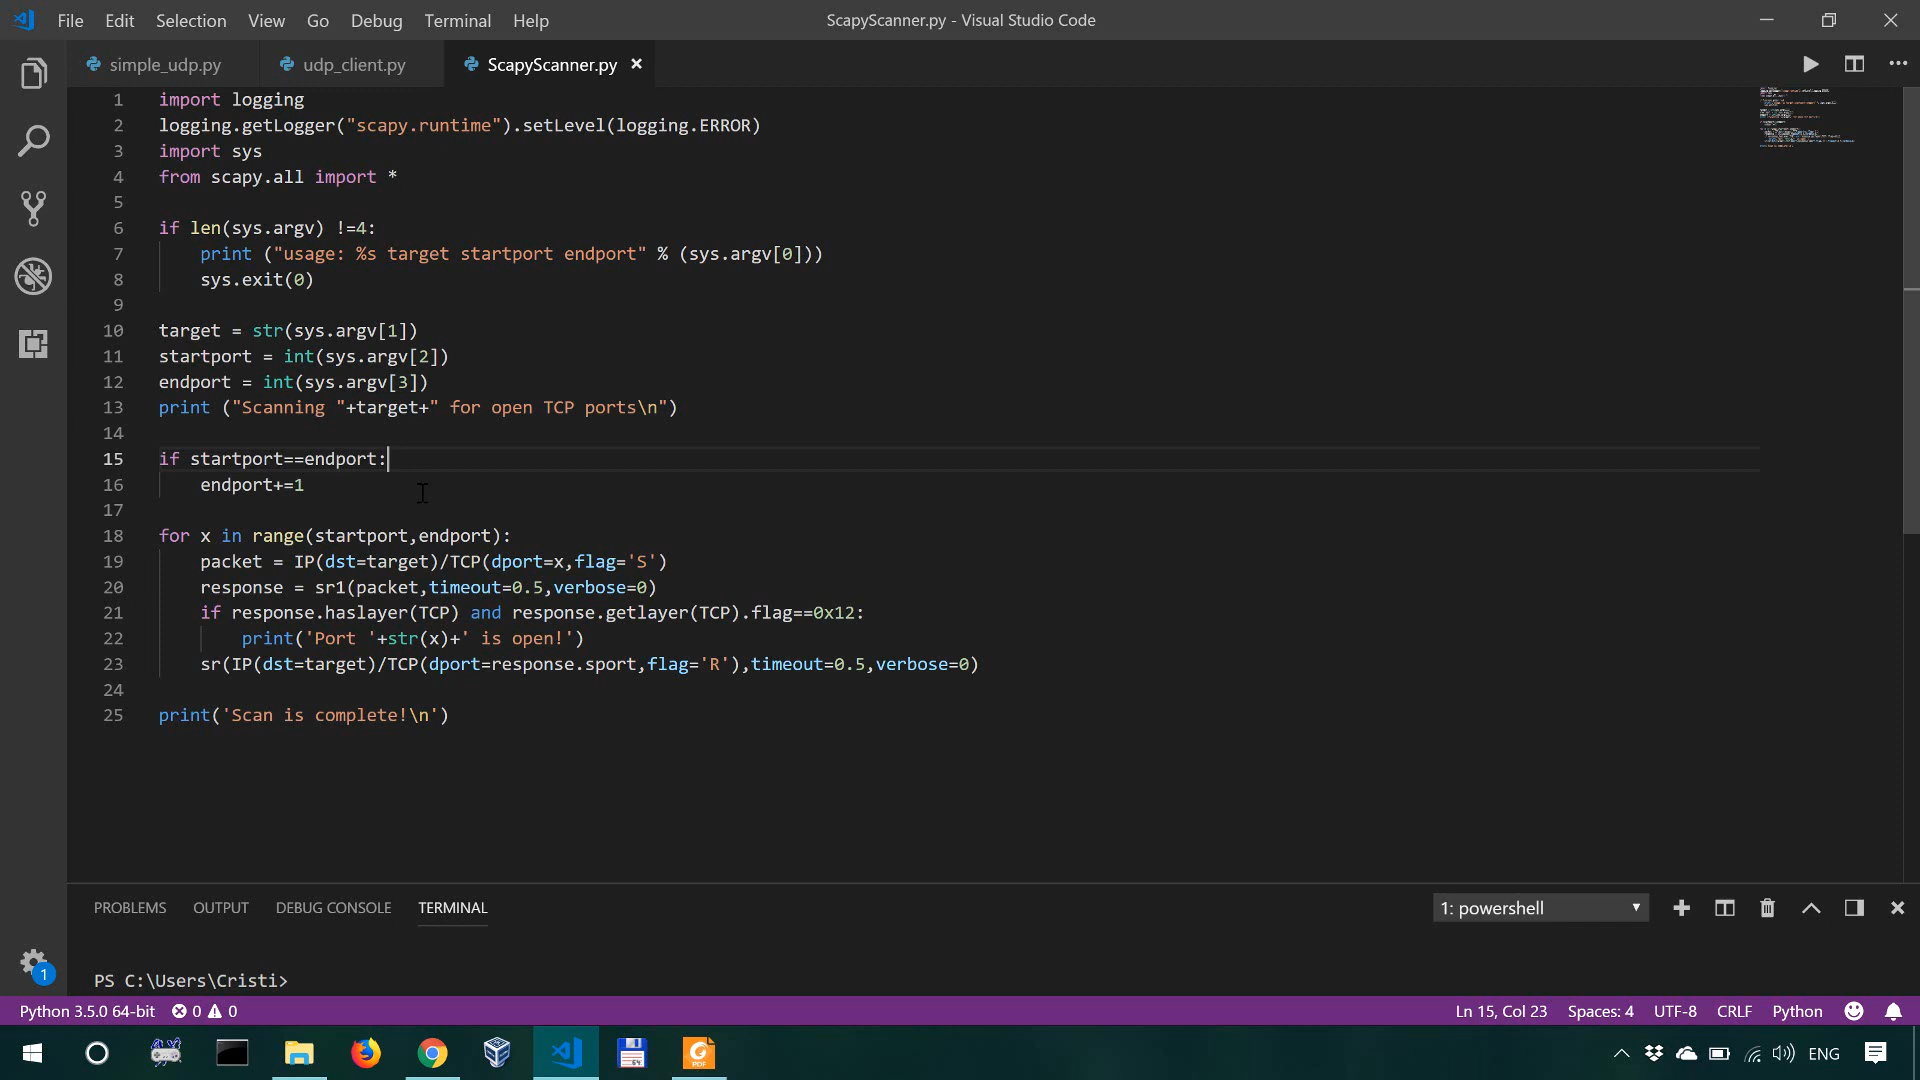 File Edit Selection View Go Debug Terminal Help
ScapyScanner.py - Visual Studio Code
simple_udp.py udp_client.py ScapyScanner.py
1 import logging
2 logging.getLogger("scapy.runtime").setLevel(logging.ERROR)
3 import sys
4 from scapy.all import *
5
6 if len(sys.argv) !=4:
7 print ("usage: %s target startport endport" % (sys.argv[0]))
8 sys.exit(0)
9
10 target = str(sys.argv[1])
11 startport = int(sys.argv[2])
12 endport = int(sys.argv[3])
13 print ("Scanning "+target+" for open TCP ports\n")
14
15 if startport==endport:
16 endport+=1
17
18 for x in range(startport,endport):
19 packet = IP(dst=target)/TCP(dport=x,flag='S')
20 response = sr1(packet,timeout=0.5,verbose=0)
21 if response.haslayer(TCP) and response.getlayer(TCP).flag==0x12:
22 print('Port '+str(x)+' is open!')
23 sr(IP(dst=target)/TCP(dport=response.sport,flag='R'),timeout=0.5,verbose=0)
24
25 print('Scan is complete!\n')
PROBLEMS OUTPUT DEBUG CONSOLE TERMINAL 1: powershell
PS C:\Users\Cristi>
1
Python 3.5.0 64-bit 0 0 Ln 15, Col 23 Spaces: 4 UTF-8 CRLF Python
64 PDF ENG